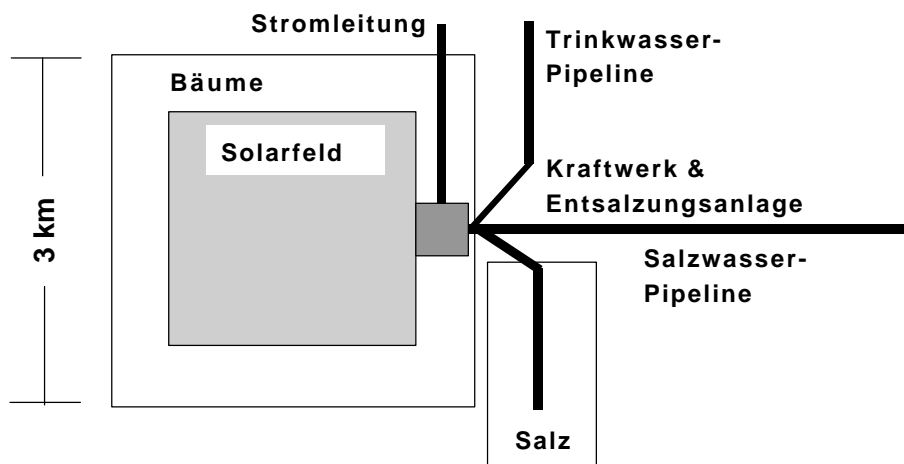 Stromleitung
Trinkwasser-
Pipeline
Bäume
Solarfeld
Kraftwerk &
Entsalzungsanlage
3 km
Salzwasser-
Pipeline
Salz